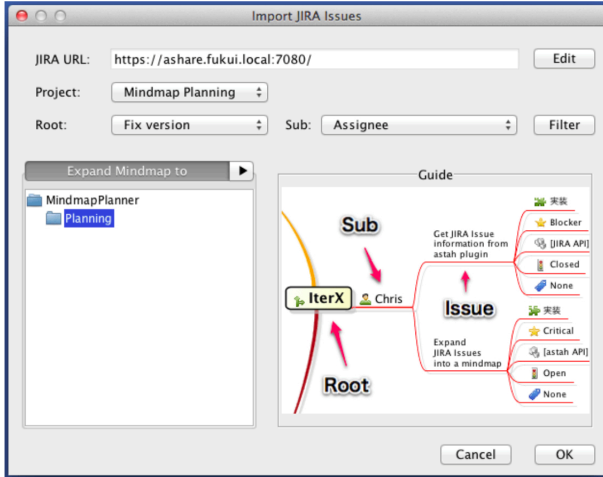 Import JIRA Issues
JIRA URL: https://ashare.fukui.local:7080/ Edit
Project: Mindmap Planning
Root: Fix version Sub: Assignee Filter
Expand Mindmap to
MindmapPlanner
Planning
Guide
Sub
Root
Issue
IterX
Chris
Get JIRA Issue
information from
astah plugin
実装
Blocker
[JIRA API]
Closed
None
Expand
JIRA Issues
into a mindmap
実装
Critical
[astah API]
Open
None
Cancel OK